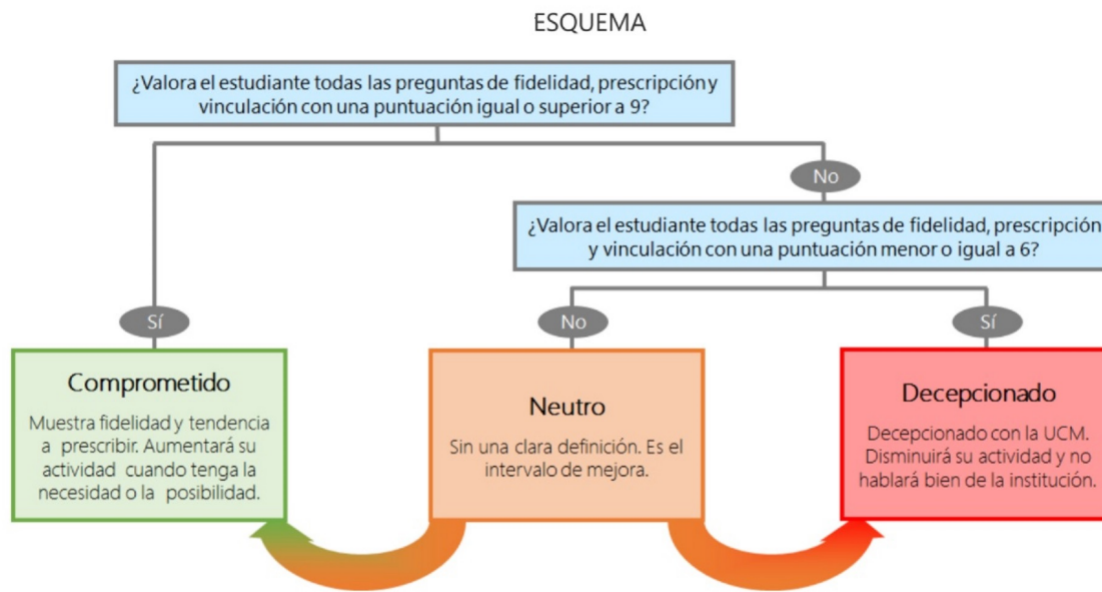 ESQUEMA
¿Valora el estudiante todas las preguntas de fidelidad, prescripción y
vinculación con una puntuación igual o superior a 9?
No
¿Valora el estudiante todas las preguntas de fidelidad, prescripción
y vinculación con una puntuación menor o igual a 6?
Sí
No
Sí
Comprometido
Muestra fidelidad y tendencia
a prescribir. Aumentará su
actividad cuando tenga la
necesidad o la posibilidad.
Neutro
Sin una clara definición. Es el
intervalo de mejora.
Decepcionado
Decepcionado con la UCM.
Disminuirá su actividad y no
hablará bien de la institución.